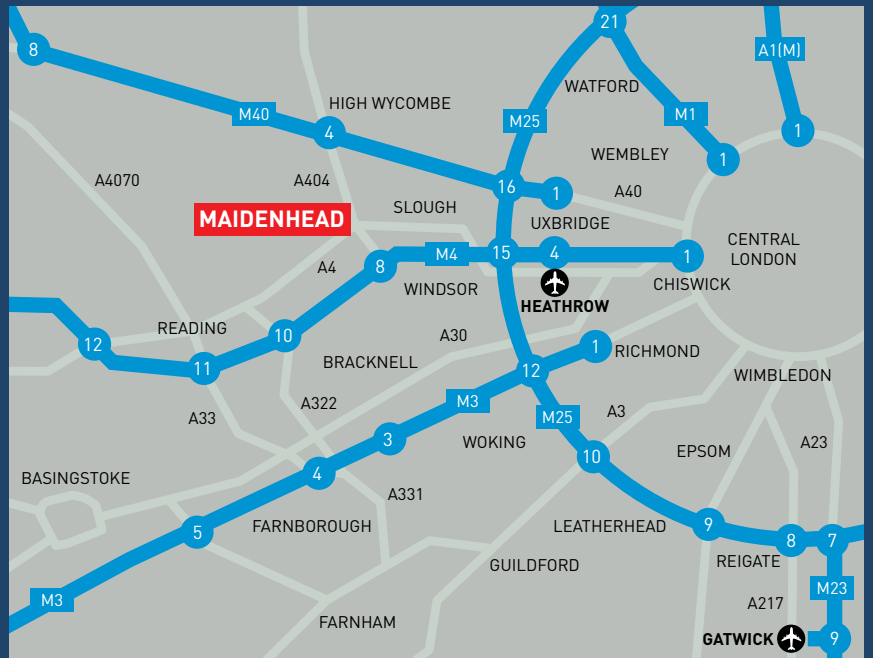 21
8
A1(M)
WATFORD
HIGH WYCOMBE
M40
M25
M1
4
1
WEMBLEY
1
A4070
A404
16
1
A40
SLOUGH
MAIDENHEAD
UXBRIDGE
CENTRAL
LONDON
M4
15
4
1
A4
8
WINDSOR
CHISWICK
HEATHROW
READING
10
A30
12
1
RICHMOND
11
BRACKNELL
12
WIMBLEDON
A322
M3
A33
M25
A3
3
WOKING
A23
EPSOM
10
4
BASINGSTOKE
A331
5
FARNBOROUGH
LEATHERHEAD
9
8
7
REIGATE
GUILDFORD
M23
M3
A217
FARNHAM
GATWICK
9